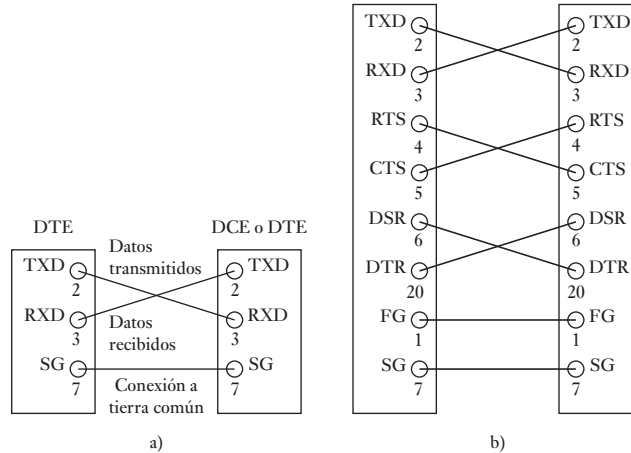 DTE
DCE o DTE
TXD
2
Datos
transmitidos
TXD
2
RXD
3
Datos
recibidos
RXD
3
SG
7
Conexión a
tierra común
SG
7
a)
TXD
2
TXD
2
RXD
3
RXD
3
RTS
4
RTS
4
CTS
5
CTS
5
DSR
6
DSR
6
DTR
20
DTR
20
FG
1
FG
1
SG
7
SG
7
b)